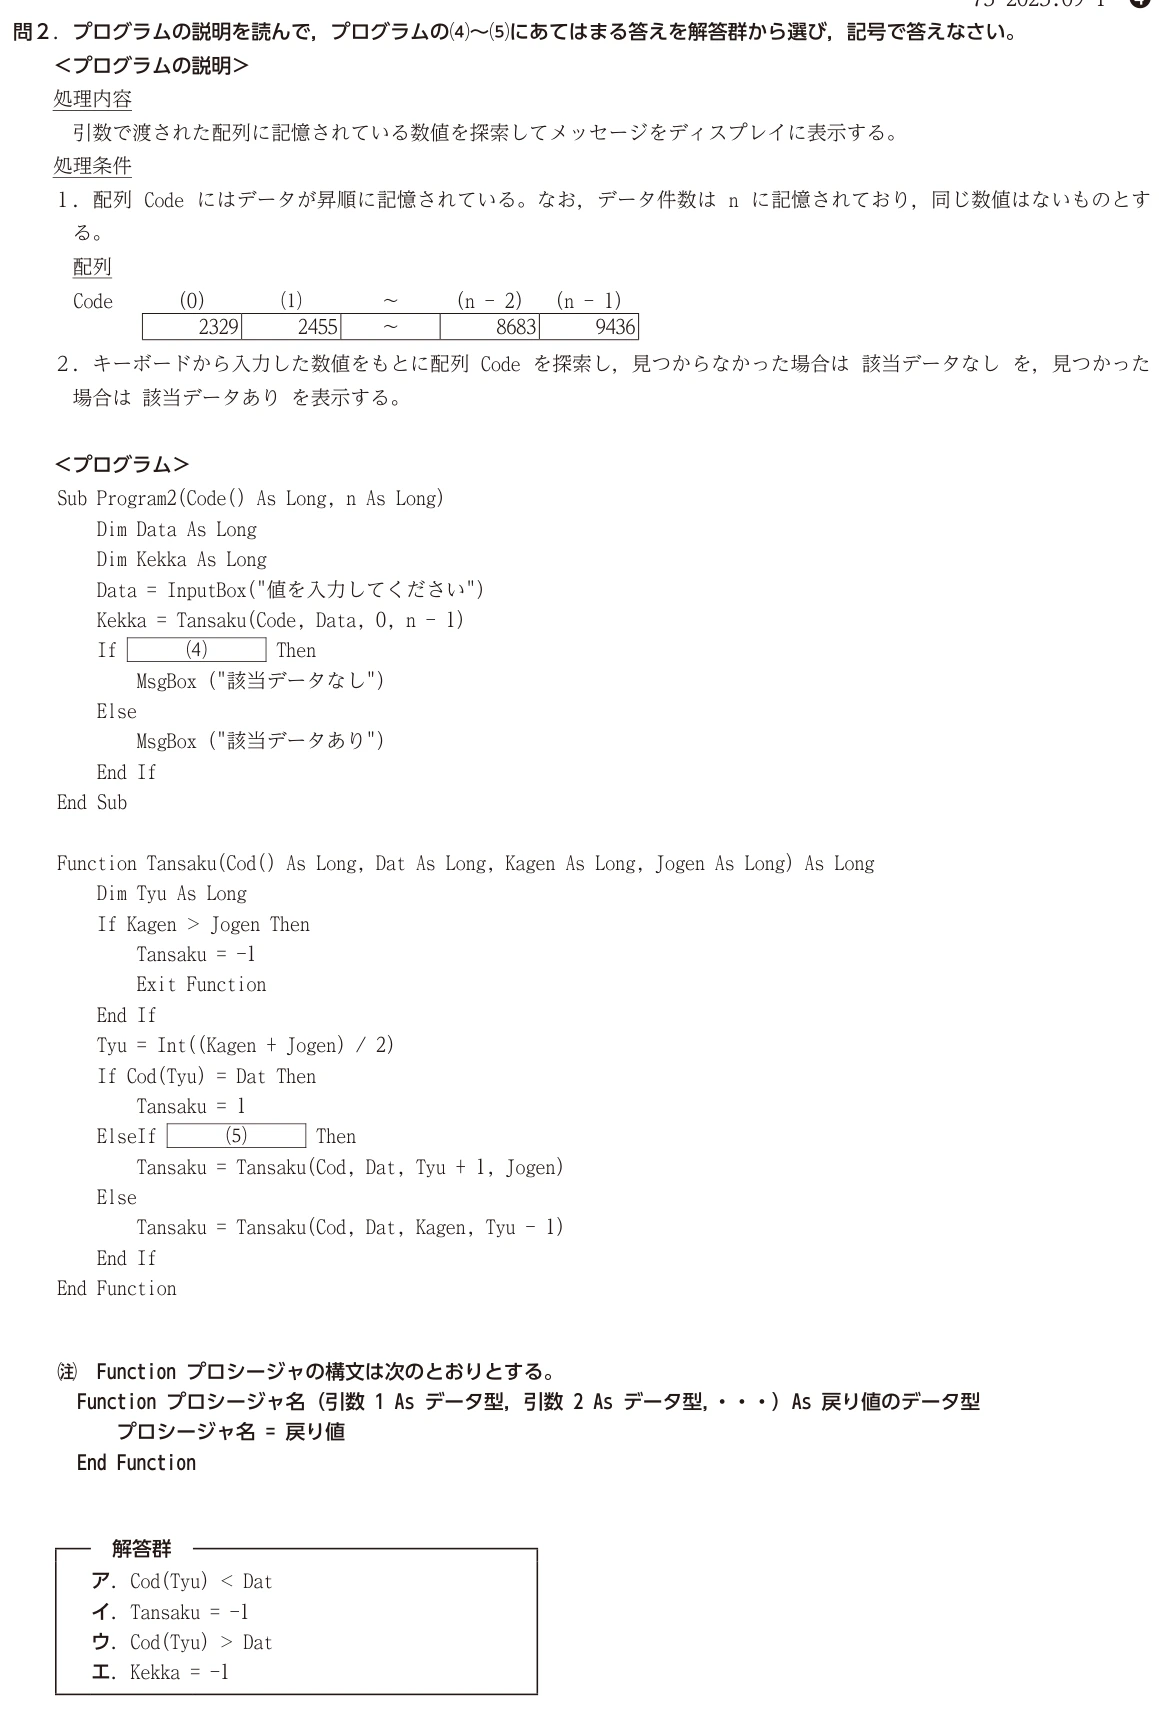 問２．プログラムの説明を読んで，プログラムの⑷～⑸にあてはまる答えを解答群から選び，記号で答えなさい。
＜プログラムの説明＞
処理内容
引数で渡された配列に記憶されている数値を探索してメッセージをディスプレイに表示する。
処理条件
１．配列 Code にはデータが昇順に記憶されている。なお，データ件数は n に記憶されており，同じ数値はないものとす
る。
配列
Code (0) (1) ～ (n - 2) (n - 1)
2329 2455 ～ 8683 9436
２．キーボードから入力した数値をもとに配列 Code を探索し，見つからなかった場合は 該当データなし を，見つかった
場合は 該当データあり を表示する。
＜プログラム＞
Sub Program2(Code() As Long, n As Long)
    Dim Data As Long
    Dim Kekka As Long
    Data = InputBox("値を入力してください")
    Kekka = Tansaku(Code, Data, 0, n - 1)
    If ⑷ Then
        MsgBox ("該当データなし")
    Else
        MsgBox ("該当データあり")
    End If
End Sub
Function Tansaku(Cod() As Long, Dat As Long, Kagen As Long, Jogen As Long) As Long
    Dim Tyu As Long
    If Kagen > Jogen Then
        Tansaku = -1
        Exit Function
    End If
    Tyu = Int((Kagen + Jogen) / 2)
    If Cod(Tyu) = Dat Then
        Tansaku = 1
    ElseIf ⑸ Then
        Tansaku = Tansaku(Cod, Dat, Tyu + 1, Jogen)
    Else
        Tansaku = Tansaku(Cod, Dat, Kagen, Tyu - 1)
    End If
End Function
㊟ Function プロシージャの構文は次のとおりとする。
Function プロシージャ名（引数 1 As データ型，引数 2 As データ型，・・・）As 戻り値のデータ型
    プロシージャ名 = 戻り値
End Function
解答群
ア．Cod(Tyu) < Dat
イ．Tansaku = -1
ウ．Cod(Tyu) > Dat
エ．Kekka = -1